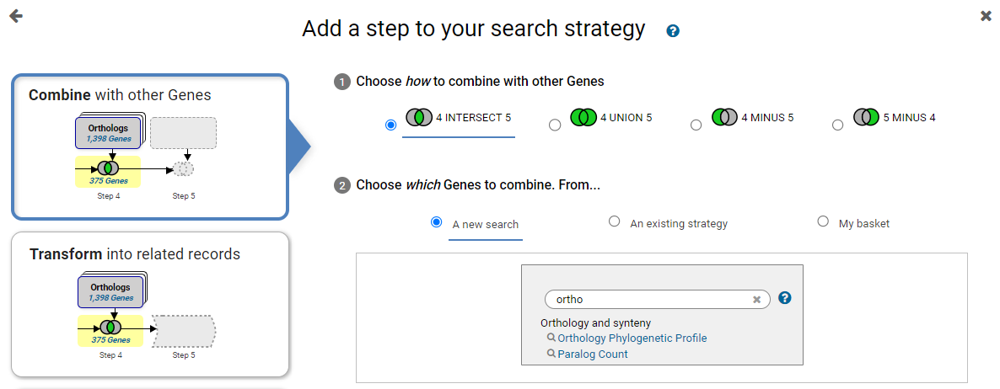 Add a step to your search strategy
Combine with other Genes
Orthologs
1,398 Genes
375 Genes
Step 4
Step 5
Transform into related records
Orthologs
1,398 Genes
375 Genes
Step 4
Step 5
1 Choose how to combine with other Genes
4 INTERSECT 5
4 UNION 5
4 MINUS 5
5 MINUS 4
2 Choose which Genes to combine. From...
A new search
An existing strategy
My basket
ortho
Orthology and synteny
Orthology Phylogenetic Profile
Paralog Count